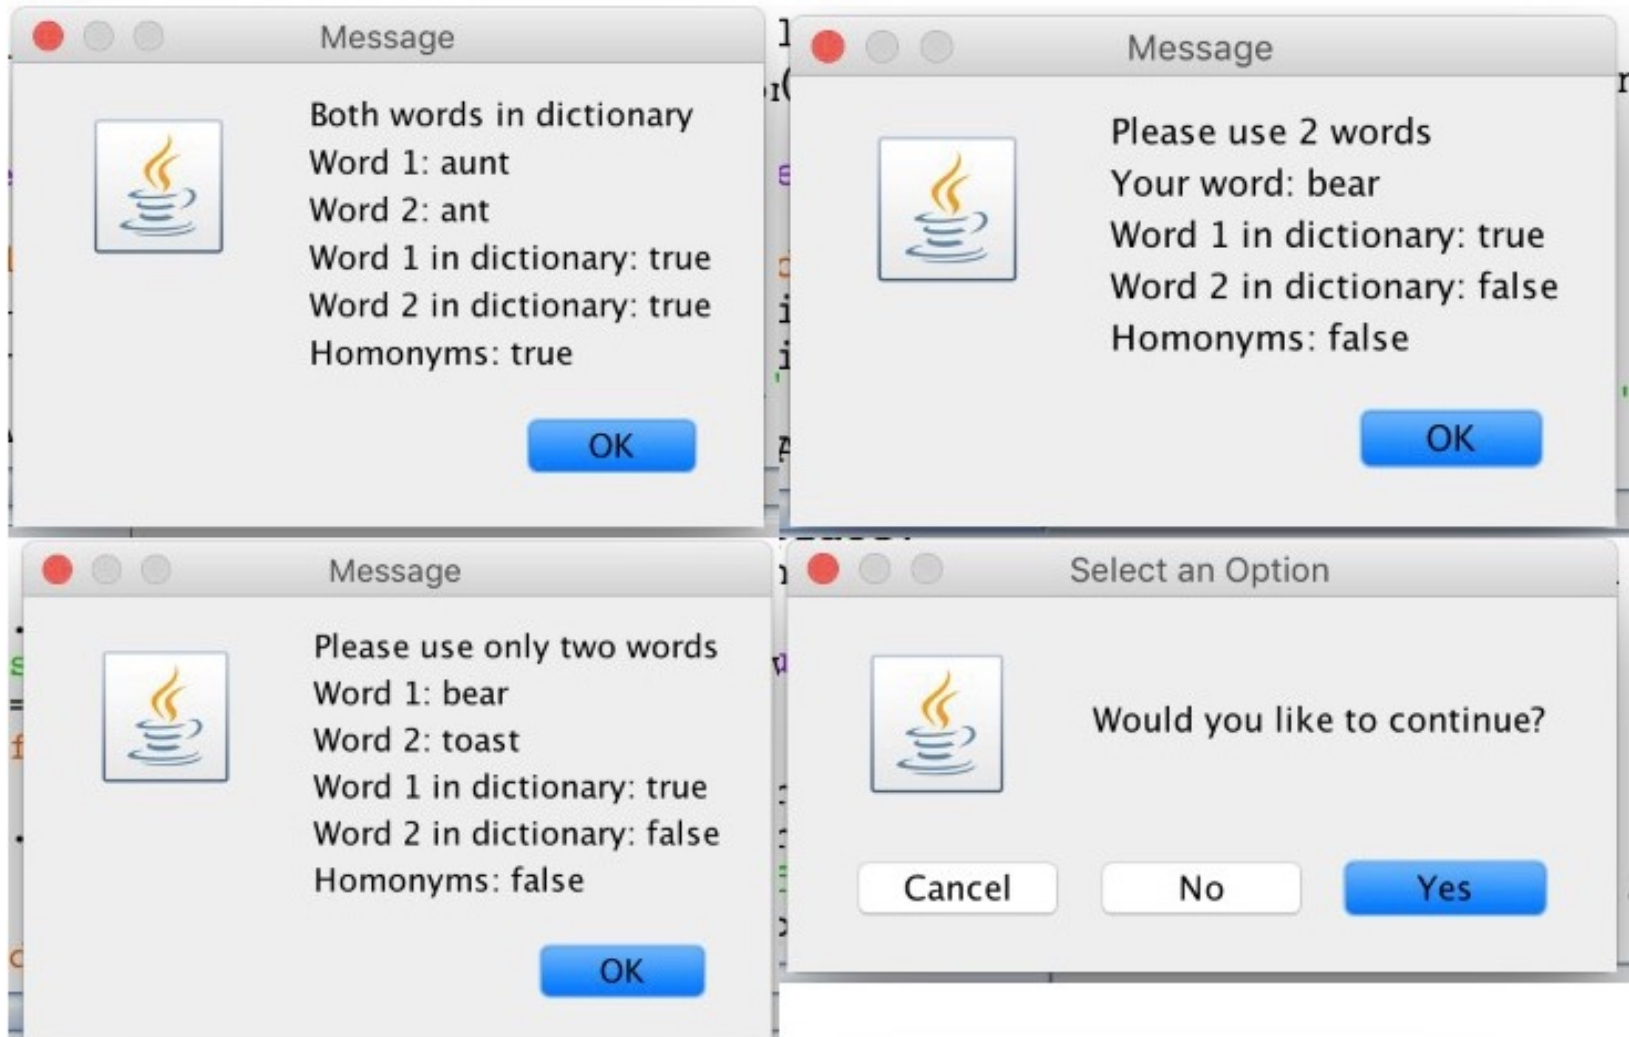 Message
Both words in dictionary
Word 1: aunt
Word 2: ant
Word 1 in dictionary: true
Word 2 in dictionary: true
Homonyms: true
OK
Message
Please use 2 words
Your word: bear
Word 1 in dictionary: true
Word 2 in dictionary: false
Homonyms: false
OK
Message
Please use only two words
Word 1: bear
Word 2: toast
Word 1 in dictionary: true
Word 2 in dictionary: false
Homonyms: false
OK
Select an Option
Would you like to continue?
Cancel No Yes